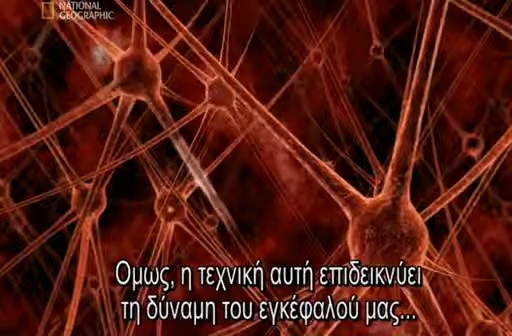 NATIONAL
GEOGRAPHIC
Ομως, η τεχνική αυτή επιδεικνύει
τη δύναμη του εγκέφαλού μας...